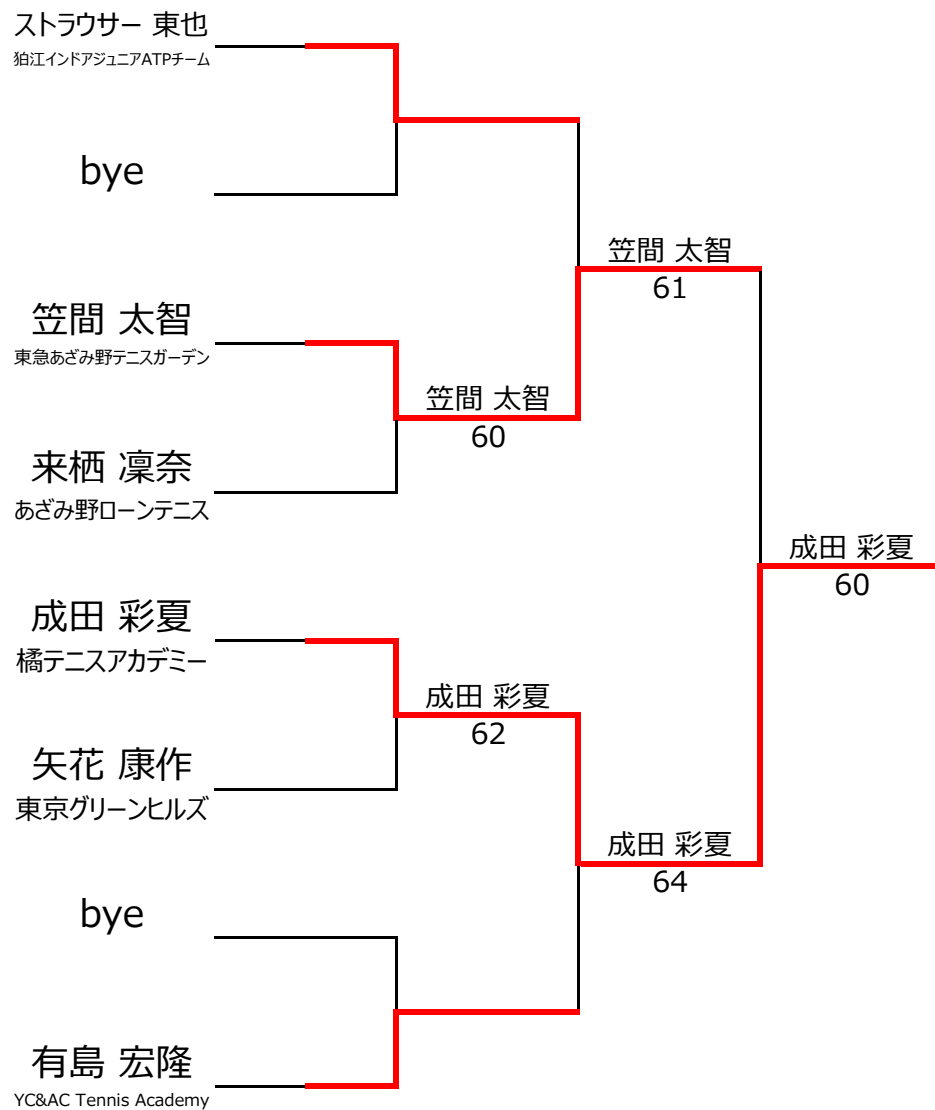 ストラウサー 東也
狛江インドアジュニアATPチーム
bye
笠間 太智
東急あざみ野テニスガーデン
来栖 凜奈
あざみ野ローンテニス
成田 彩夏
橘テニスアカデミー
矢花 康作
東京グリーンヒルズ
bye
有島 宏隆
YC&AC Tennis Academy
笠間 太智
60
成田 彩夏
62
笠間 太智
61
成田 彩夏
64
成田 彩夏
60